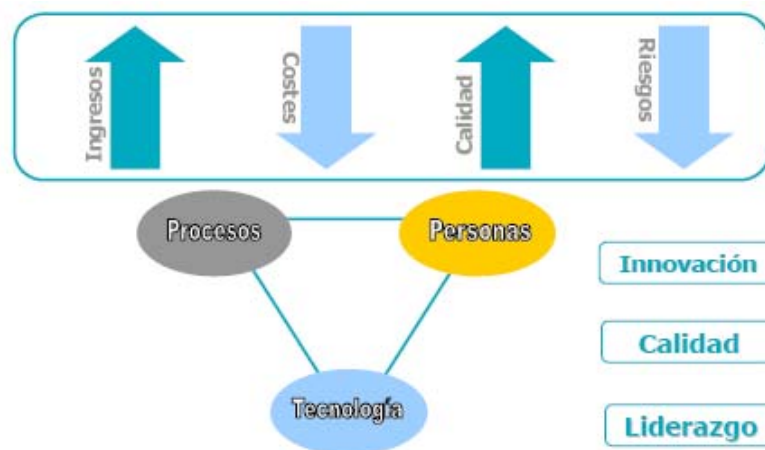 Ingresos
Costes
Calidad
Riesgos
Procesos
Personas
Tecnología
Innovación
Calidad
Liderazgo